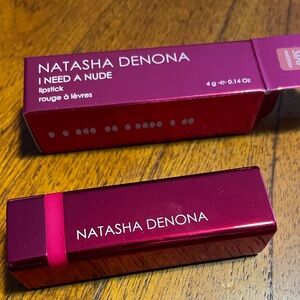 NATASHA DENONA
I NEED A NUDE
lipstick
rouge à lèvres
4 g -e- 0.14 Oz
NATASHA DENONA